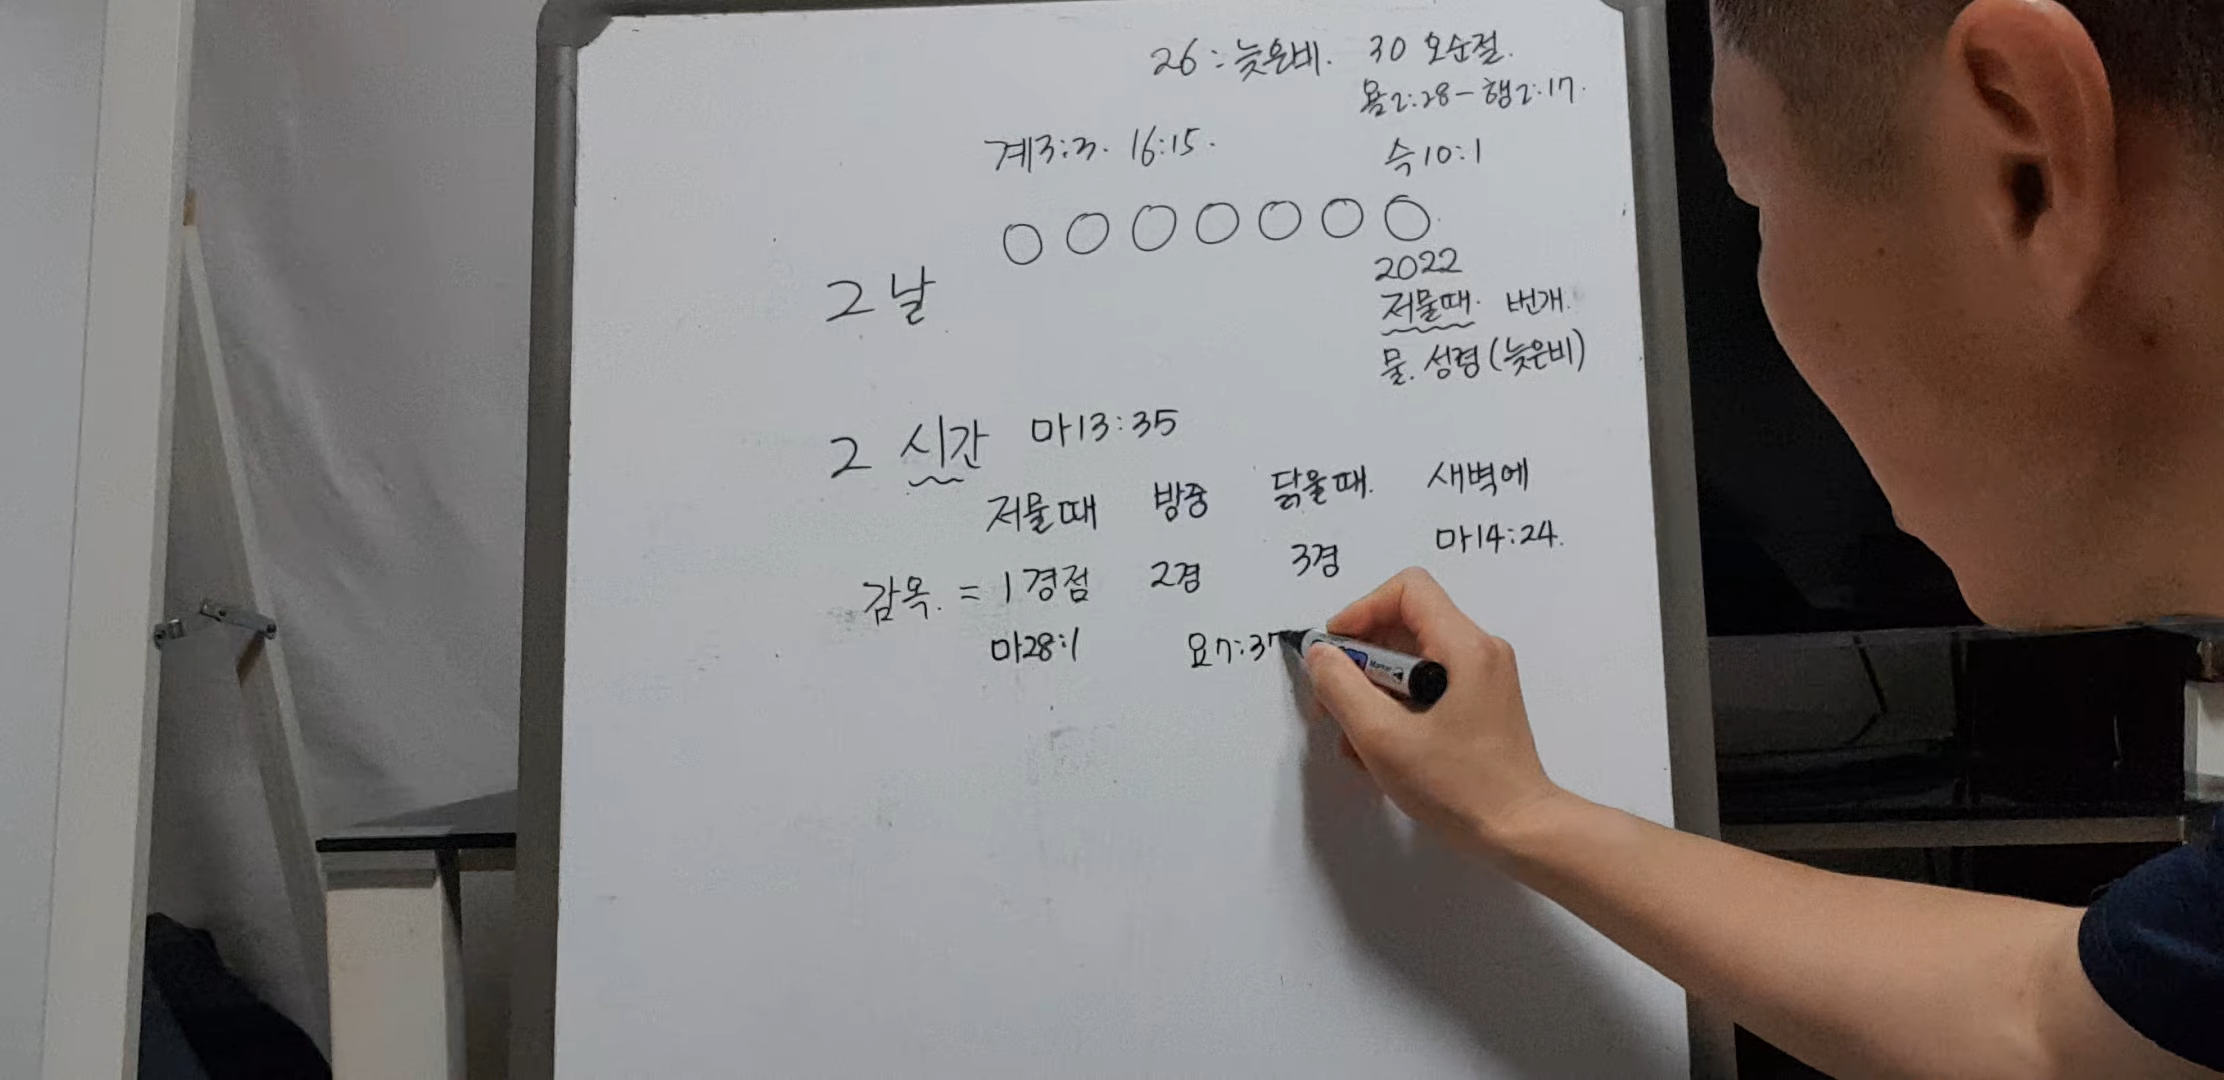 26 : 늦은비. 30 오순절.
욜2:28 - 행2:17.
계3:3. 16:15.
슥10:1
2022
그 날
저물때. 번개.
물. 성령(늦은비)
그 시간 마13:35
저물때 방중 닭울때. 새벽에
감옥. = 1경점 2경 3경 마14:24.
마28:1 요7:37